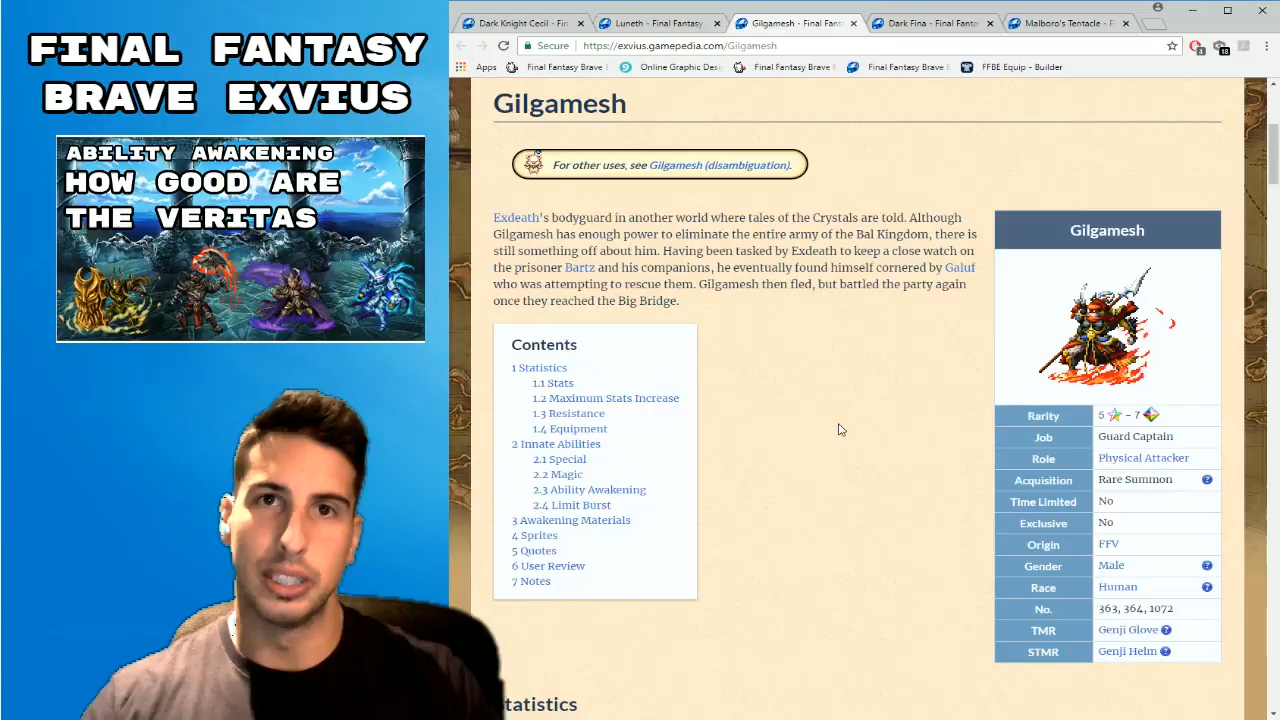 FINAL FANTASY
BRAVE EXVIUS
ABILITY AWAKENING
HOW GOOD ARE
THE VERITAS
Dark Knight Cecil - Fin
Luneth - Final Fantasy
Gilgamesh - Final Fant
Dark Fina - Final Fanta
Malboro's Tentacle - Fi
Secure
https://exvius.gamepedia.com/Gilgamesh
Apps
Final Fantasy Brave E
Online Graphic Desi
Final Fantasy Brave E
Final Fantasy Brave E
FFBE Equip - Builder
Gilgamesh
For other uses, see Gilgamesh (disambiguation).
Exdeath's bodyguard in another world where tales of the Crystals are told. Although
Gilgamesh has enough power to eliminate the entire army of the Bal Kingdom, there is
still something off about him. Having been tasked by Exdeath to keep a close watch on
the prisoner Bartz and his companions, he eventually found himself cornered by Galuf
who was attempting to rescue them. Gilgamesh then fled, but battled the party again
once they reached the Big Bridge.
Contents
1 Statistics
1.1 Stats
1.2 Maximum Stats Increase
1.3 Resistance
1.4 Equipment
2 Innate Abilities
2.1 Special
2.2 Magic
2.3 Ability Awakening
2.4 Limit Burst
3 Awakening Materials
4 Sprites
5 Quotes
6 User Review
7 Notes
Gilgamesh
Rarity 5 - 7
Job Guard Captain
Role Physical Attacker
Acquisition Rare Summon
Time Limited No
Exclusive No
Origin FFV
Gender Male
Race Human
No. 363, 364, 1072
TMR Genji Glove
STMR Genji Helm
tatistics